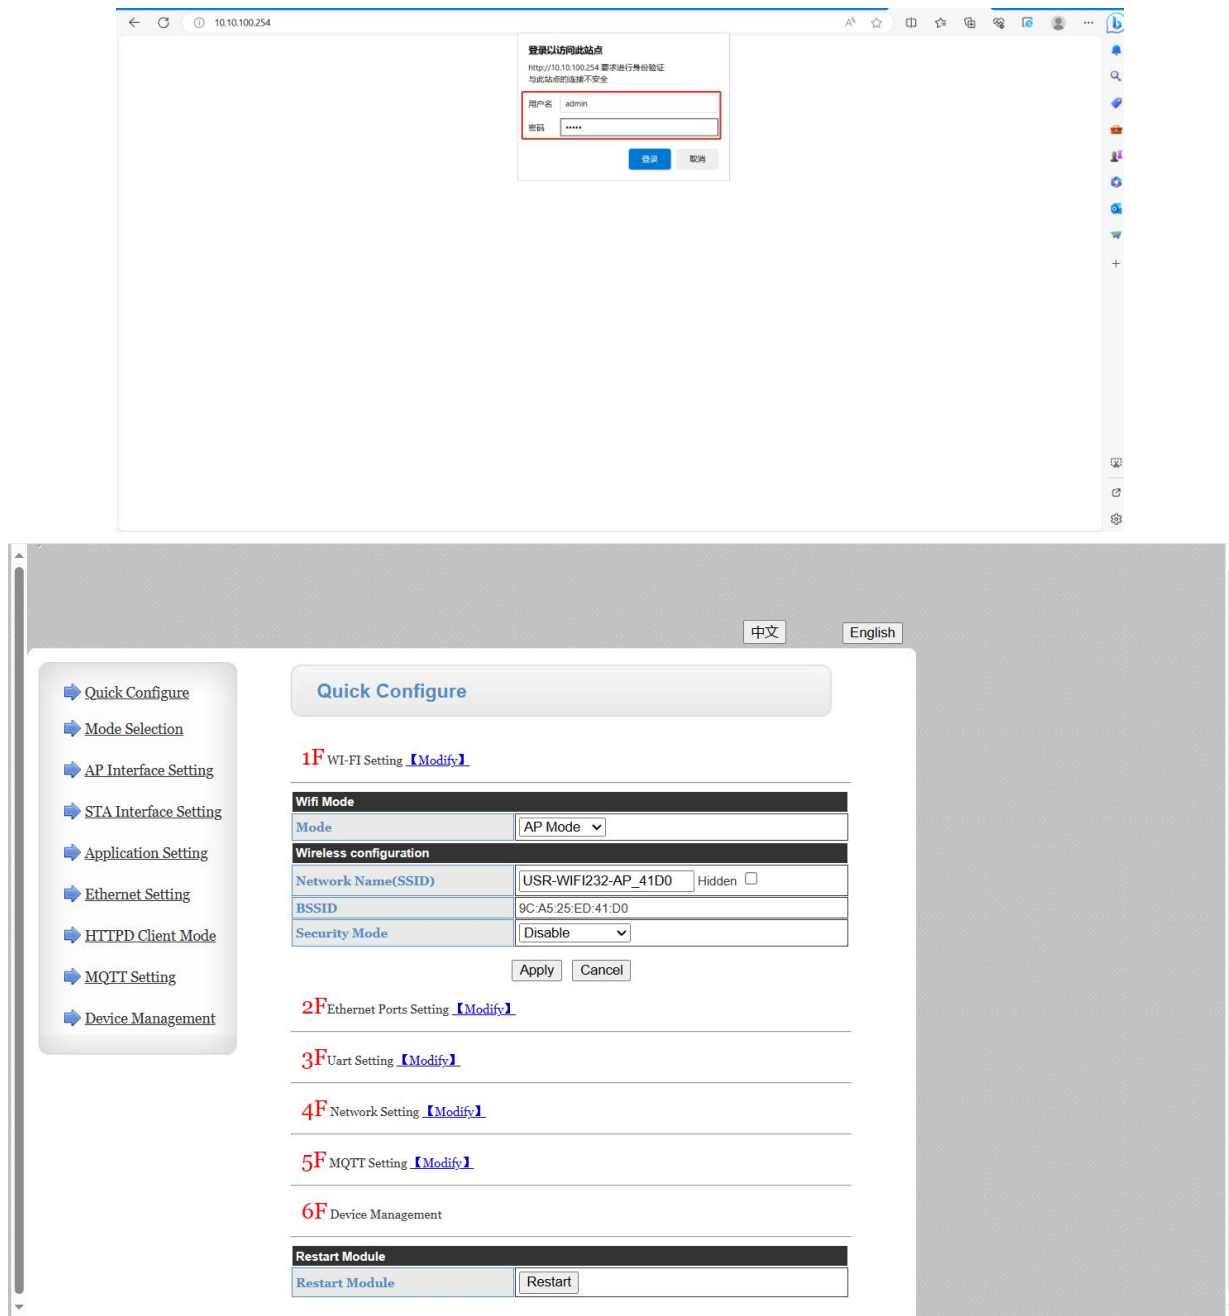 10.10.100.254
登录以访问此站点
http://10.10.100.254 要求进行身份验证
与此站点的连接不安全
用户名 admin
密码 •••••
登录 取消
中文 English
Quick Configure
Mode Selection
AP Interface Setting
STA Interface Setting
Application Setting
Ethernet Setting
HTTPD Client Mode
MQTT Setting
Device Management
Quick Configure
1F WI-FI Setting 【Modify】
Wifi Mode
Mode AP Mode
Wireless configuration
Network Name(SSID) USR-WIFI232-AP_41D0 Hidden
BSSID 9C:A5:25:ED:41:D0
Security Mode Disable
Apply Cancel
2F Ethernet Ports Setting 【Modify】
3F Uart Setting 【Modify】
4F Network Setting 【Modify】
5F MQTT Setting 【Modify】
6F Device Management
Restart Module
Restart Module Restart